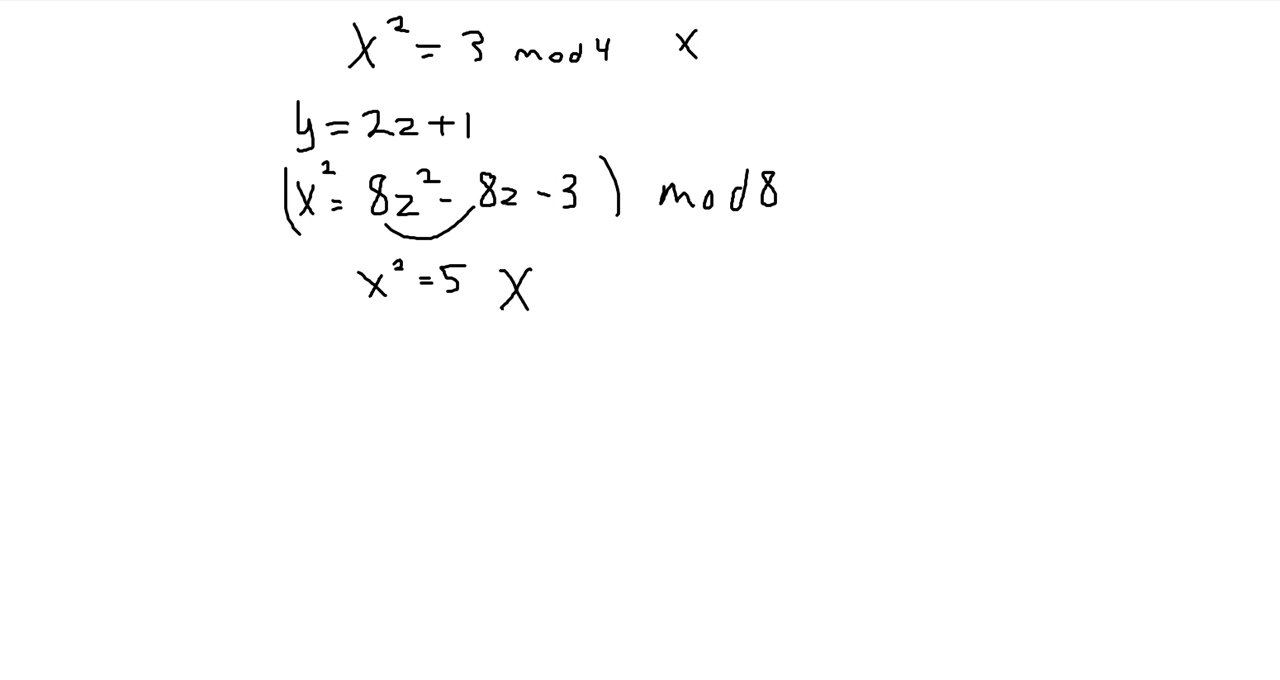 x² = 3 mod 4 x
y = 2z + 1
(x² = 8z² - 8z - 3) mod 8
x² = 5 X